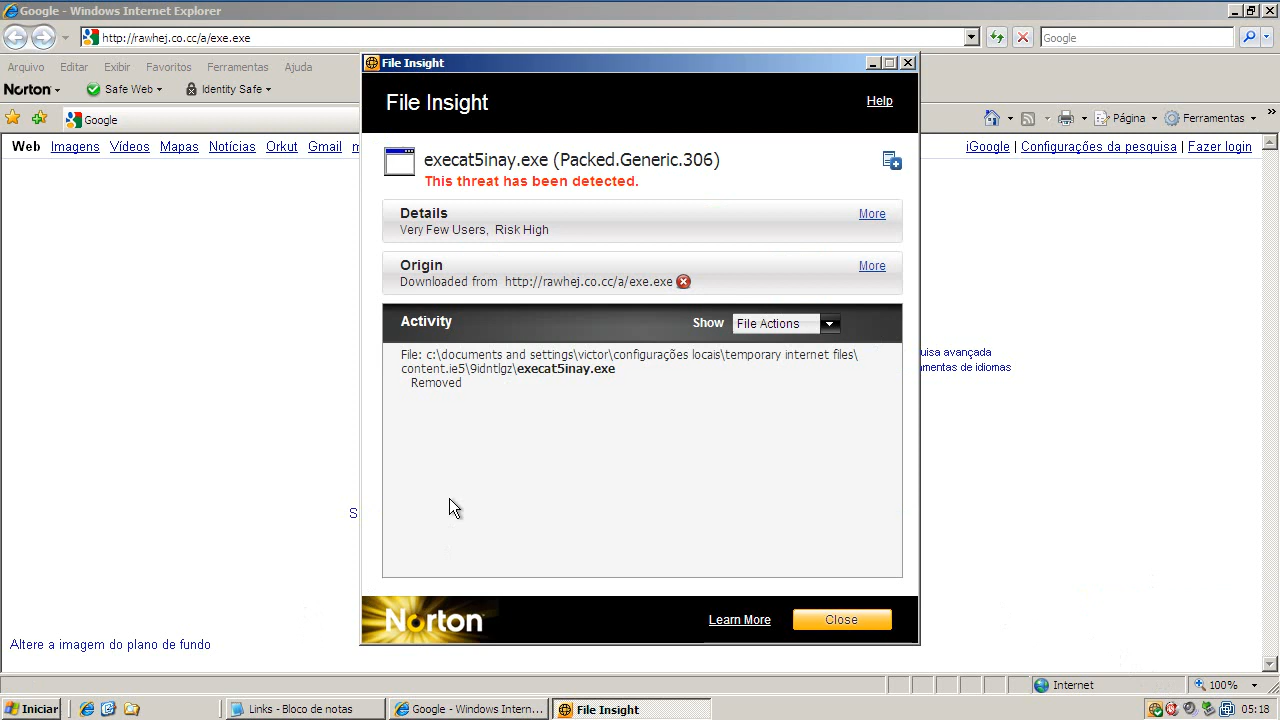 Google - Windows Internet Explorer
http://rawhej.co.cc/a/exe.exe
Google
Arquivo Editar Exibir Favoritos Ferramentas Ajuda
Norton Safe Web Identity Safe
Google
Página Ferramentas
Web Imagens Vídeos Mapas Notícias Orkut Gmail
iGoogle | Configurações da pesquisa | Fazer login
File Insight
File Insight
Help
execat5inay.exe (Packed.Generic.306)
This threat has been detected.
Details
More
Very Few Users, Risk High
Origin
More
Downloaded from http://rawhej.co.cc/a/exe.exe
Activity
Show File Actions
File: c:\documents and settings\victor\configurações locais\temporary internet files\
content.ie5\9idntlgz\execat5inay.exe
Removed
uisa avançada
mentas de idiomas
S
Norton
Learn More
Close
Altere a imagem do plano de fundo
Internet
100%
Iniciar
Links - Bloco de notas
Google - Windows Intern...
File Insight
05:18